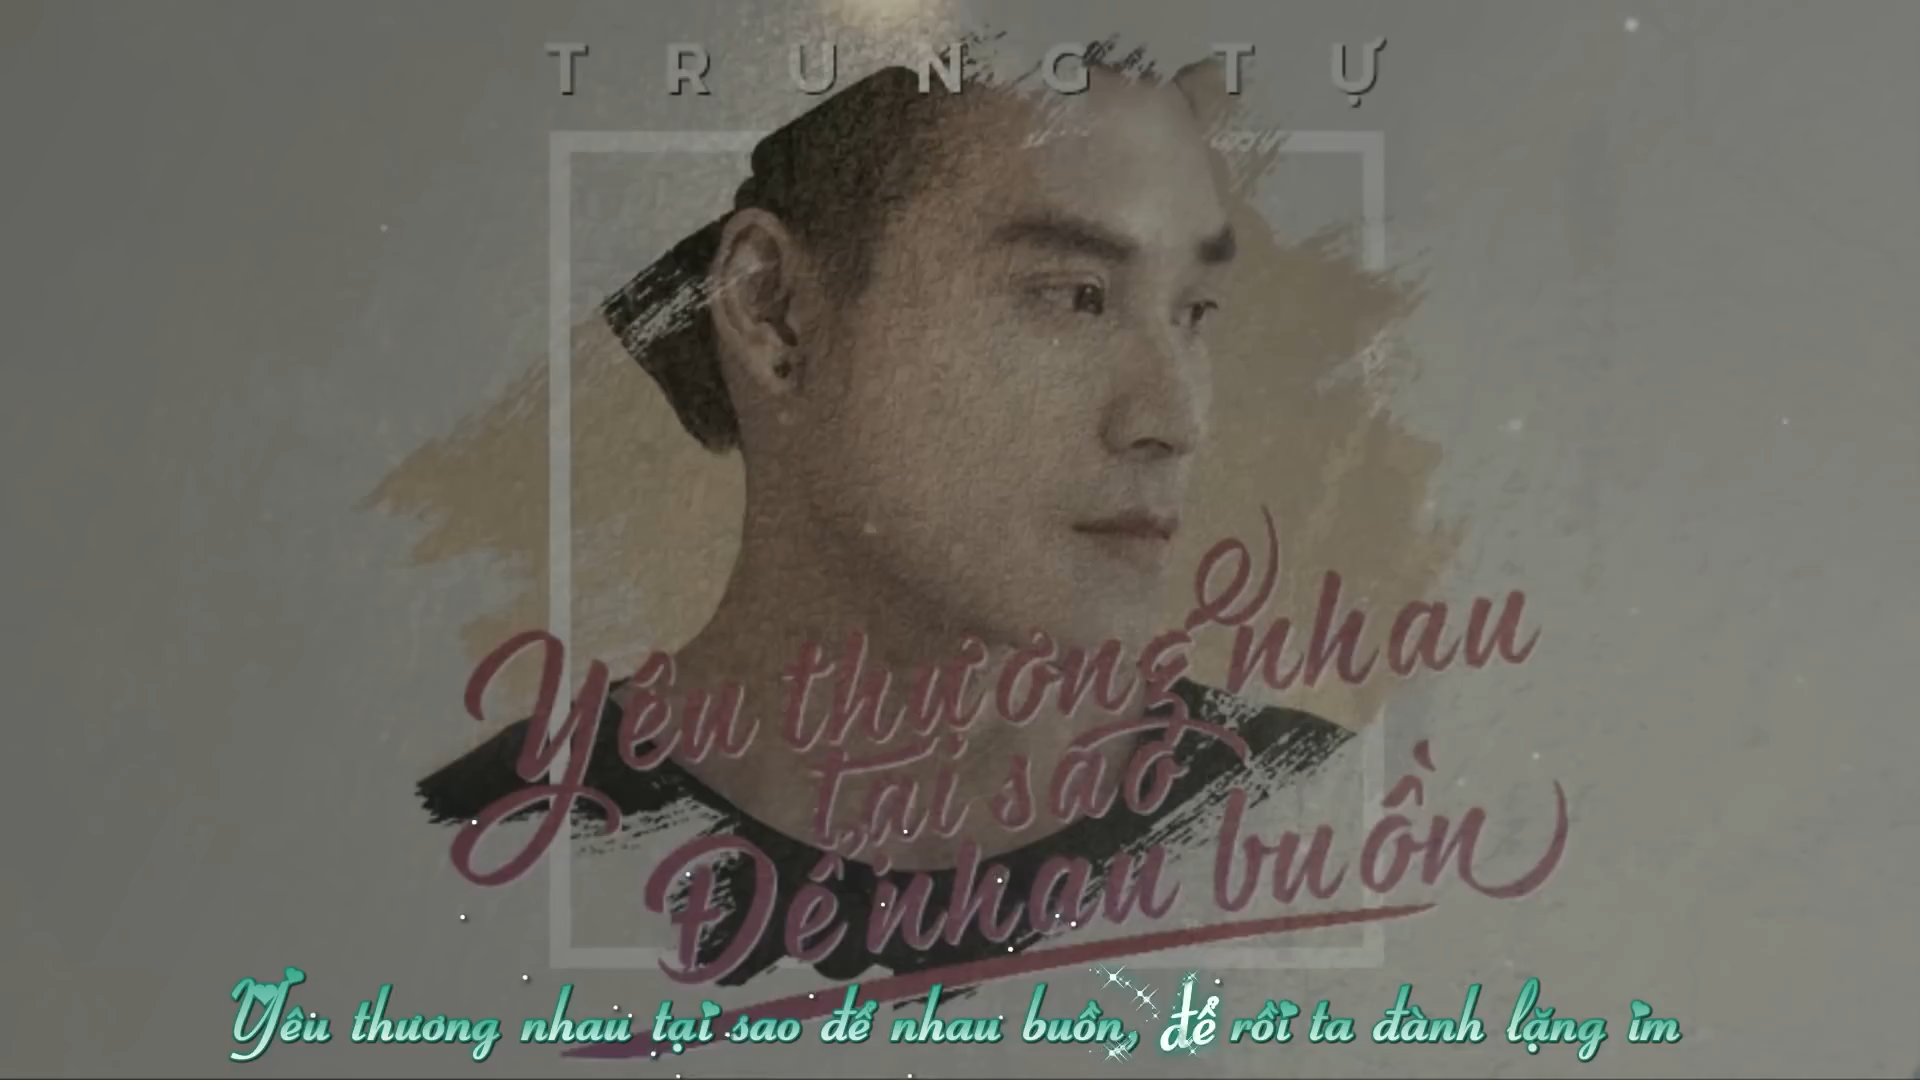 TRUNG TỰ
Yêu thương nhau
tại sao
Để nhau buồn
Yêu thương nhau tại sao để nhau buồn, để rồi ta đành lặng im